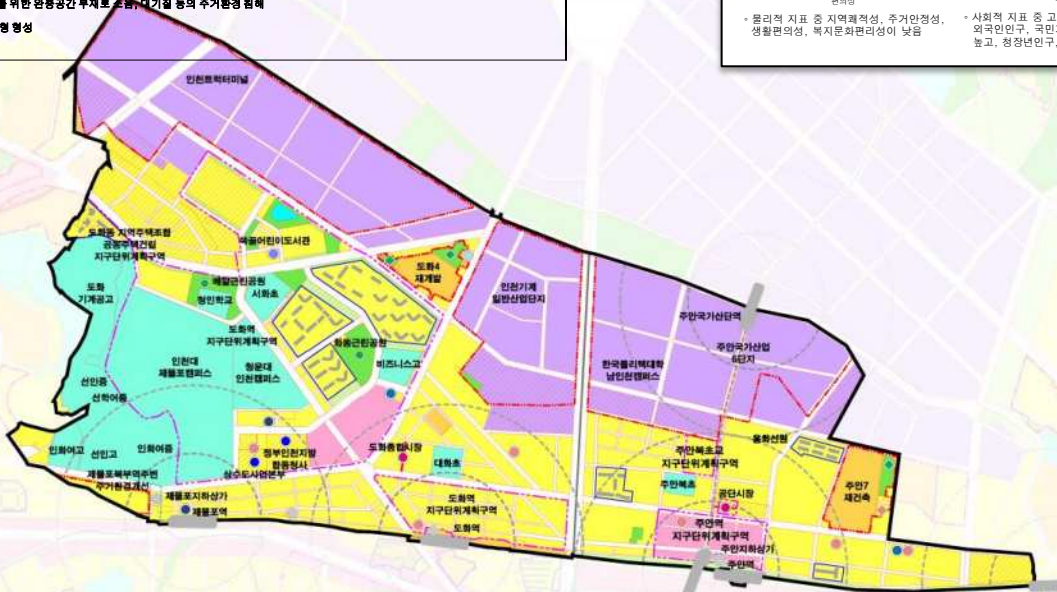 를 위한 완충공간 부재로 소음, 대기질 등의 주거환경 침해
형 형성
편의성
◦ 물리적 지표 중 지역쾌적성, 주거안정성,
생활편의성, 복지문화편리성이 낮음
◦ 사회적 지표 중 고
외국인인구, 국민
높고, 청장년인구,
인천트럭터미널
도화동 지역주택조합
공동주택건립
지구단위계획구역
쑥골어린이도서관
도화4
재개발
인천기계
일반산업단지
도화
기계공고
베말근린공원
청인학교
서화초
주안국가산단역
도화역
지구단위계획구역
화동근린공원
주안국가산업
6단지
인천대
제물포캠퍼스
청운대
인천캠퍼스
비즈니스고
한국폴리텍대학
남인천캠퍼스
선인중
선학여중
인화여고
선인고
인화여중
정부인천지방
합동청사
상수도사업본부
도화종합시장
대화초
주안북초교
지구단위계획구역
용화선원
제물포북부역주변
주거환경개선
주안북초
주안7
재건축
제물포지하상가
제물포역
도화역
지구단위계획구역
도화역
공단시장
주안역
지구단위계획구역
주안지하상가
주안역